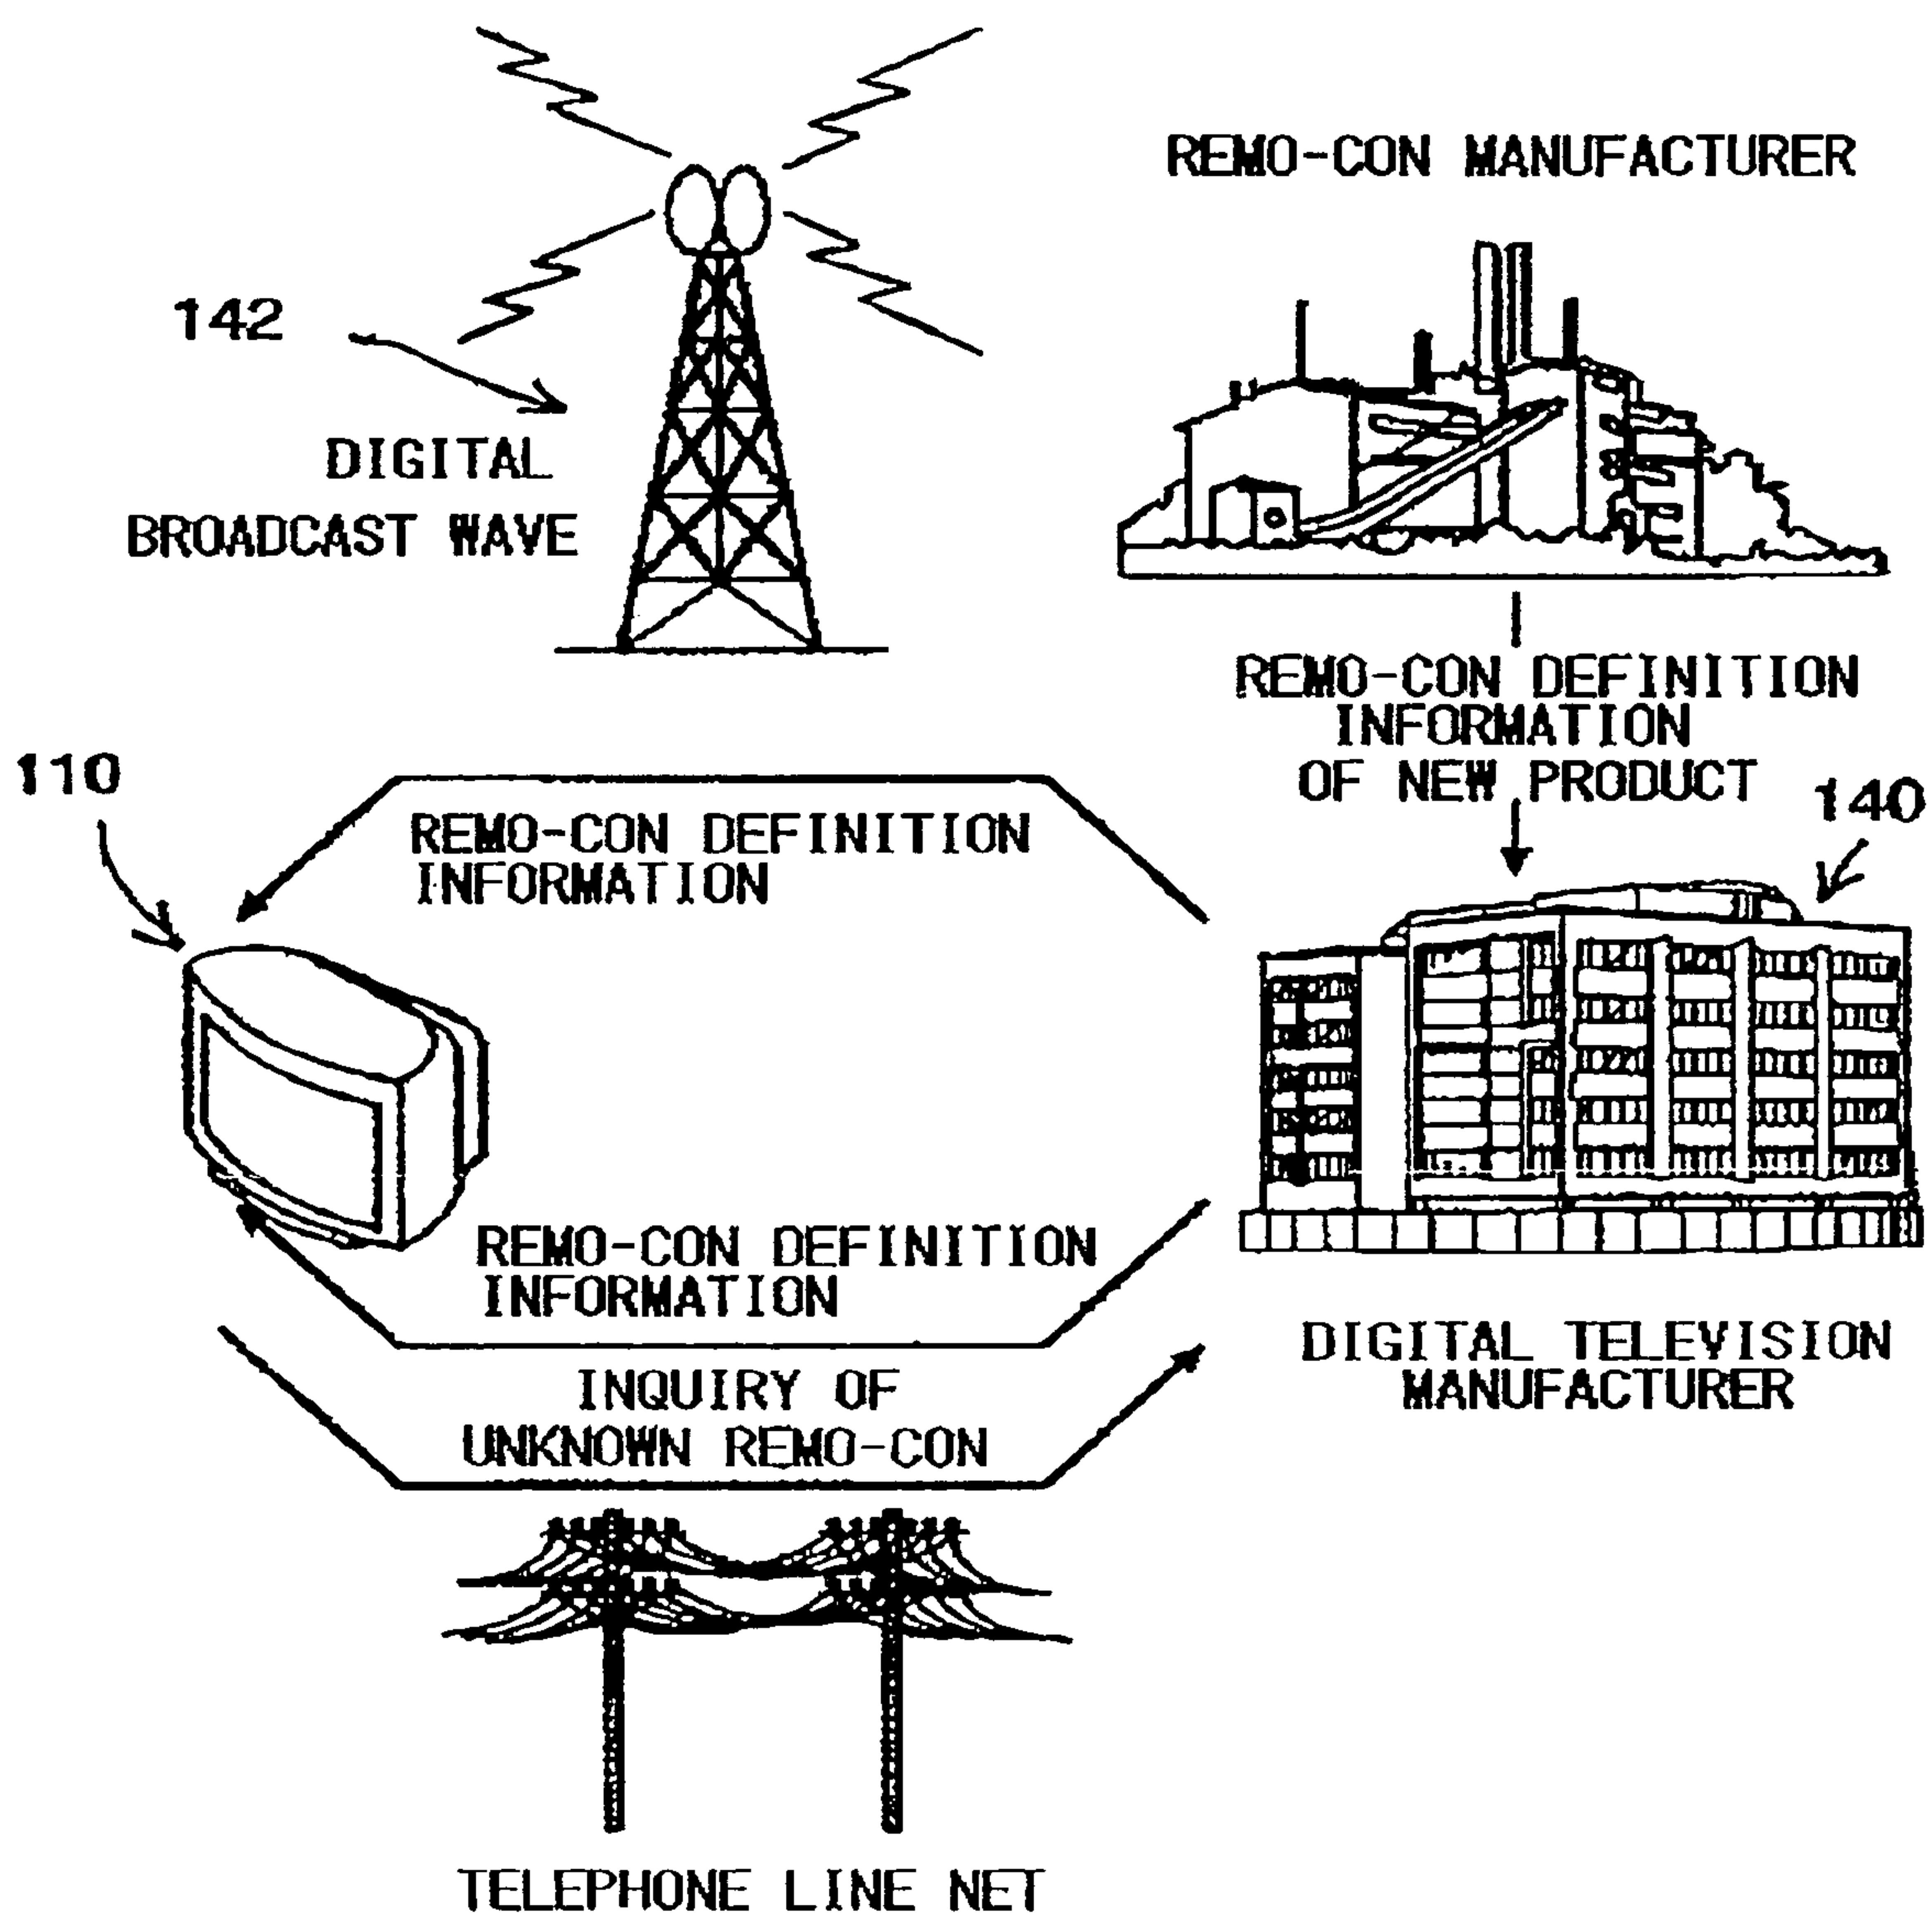 REMO-CON MANUFACTURER
142
DIGITAL
BROADCAST WAVE
REMO-CON DEFINITION
INFORMATION
OF NEW PRODUCT
110
140
REMO-CON DEFINITION
INFORMATION
REMO-CON DEFINITION
INFORMATION
DIGITAL TELEVISION
MANUFACTURER
INQUIRY OF
UNKNOWN REMO-CON
TELEPHONE LINE NET